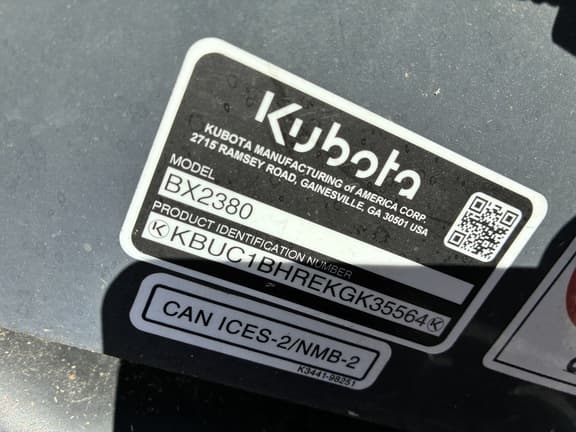 Kubota
KUBOTA MANUFACTURING of AMERICA CORP.
2715 RAMSEY ROAD, GAINESVILLE, GA 30501 USA
MODEL
BX2380
PRODUCT IDENTIFICATION NUMBER
KBUC1BHREKGK35564
CAN ICES-2/NMB-2
K3441-98251